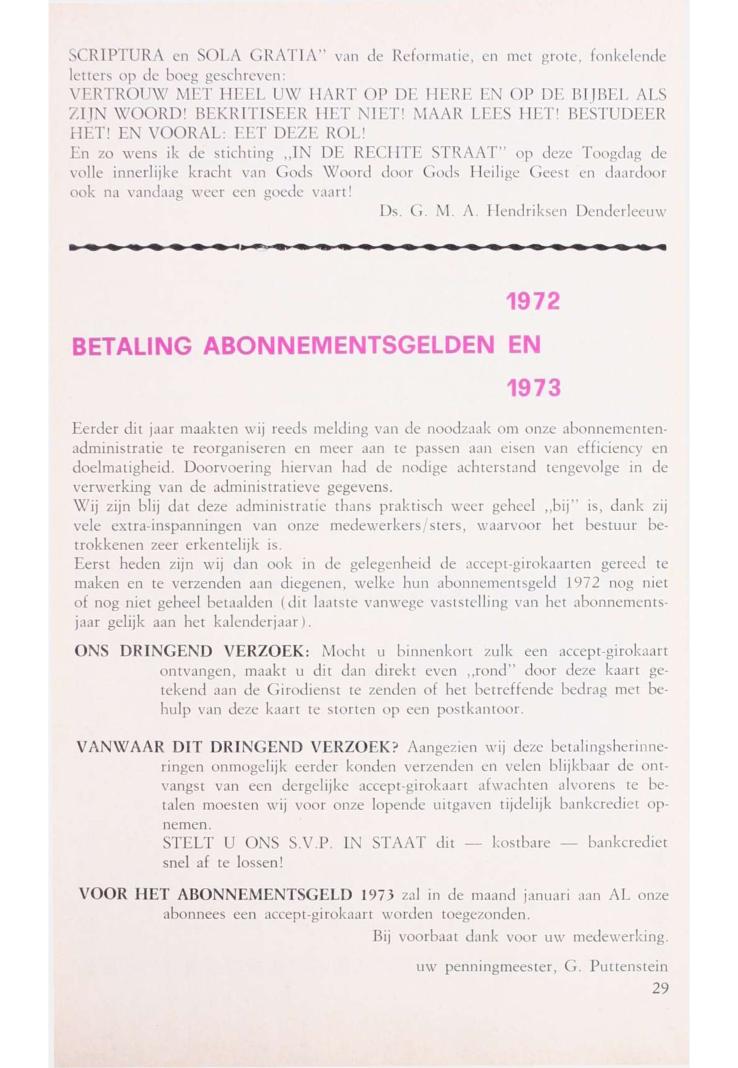 SCRIPTURA en SOLA GRATIA” van de Reformatie, en met grote, fonkelende
letters op de boeg geschreven:
VERTROUW MET HEEL UW HART OP DE HERE EN OP DE BIJBEL ALS
ZIJN WOORD! BEKRITISEER HET NIET! MAAR LEES HET! BESTUDEER
HET! EN VOORAL: EET DEZE ROL!
En zo wens ik de stichting „IN DE RECHTE STRAAT” op deze Toogdag de
volle innerlijke kracht van Gods Woord door Gods Heilige Geest en daardoor
ook na vandaag weer een goede vaart!
Ds. G. M. A. Hendriksen Denderleeuw
1972
BETALING ABONNEMENTSGELDEN EN
1973
Eerder dit jaar maakten wij reeds melding van de noodzaak om onze abonnementen-
administratie te reorganiseren en meer aan te passen aan eisen van efficiency en
doelmatigheid. Doorvoering hiervan had de nodige achterstand tengevolge in de
verwerking van de administratieve gegevens.
Wij zijn blij dat deze administratie thans praktisch weer geheel „bij” is, dank zij
vele extra-inspanningen van onze medewerkers/sters, waarvoor het bestuur be-
trokkenen zeer erkentelijk is.
Eerst heden zijn wij dan ook in de gelegenheid de accept-girokaarten gereed te
maken en te verzenden aan diegenen, welke hun abonnementsgeld 1972 nog niet
of nog niet geheel betaalden (dit laatste vanwege vaststelling van het abonnements-
jaar gelijk aan het kalenderjaar).
ONS DRINGEND VERZOEK: Mocht u binnenkort zulk een accept-girokaart
ontvangen, maakt u dit dan direkt even „rond” door deze kaart ge-
tekend aan de Girodienst te zenden of het betreffende bedrag met be-
hulp van deze kaart te storten op een postkantoor.
VANWAAR DIT DRINGEND VERZOEK? Aangezien wij deze betalingsherinne-
ringen onmogelijk eerder konden verzenden en velen blijkbaar de ont-
vangst van een dergelijke accept-girokaart afwachten alvorens te be-
talen moesten wij voor onze lopende uitgaven tijdelijk bankcrediet op-
nemen.
STELT U ONS S.V.P. IN STAAT dit — kostbare — bankcrediet
snel af te lossen!
VOOR HET ABONNEMENTSGELD 1973 zal in de maand januari aan AL onze
abonnees een accept-girokaart worden toegezonden.
Bij voorbaat dank voor uw medewerking.
uw penningmeester, G. Puttenstein
29